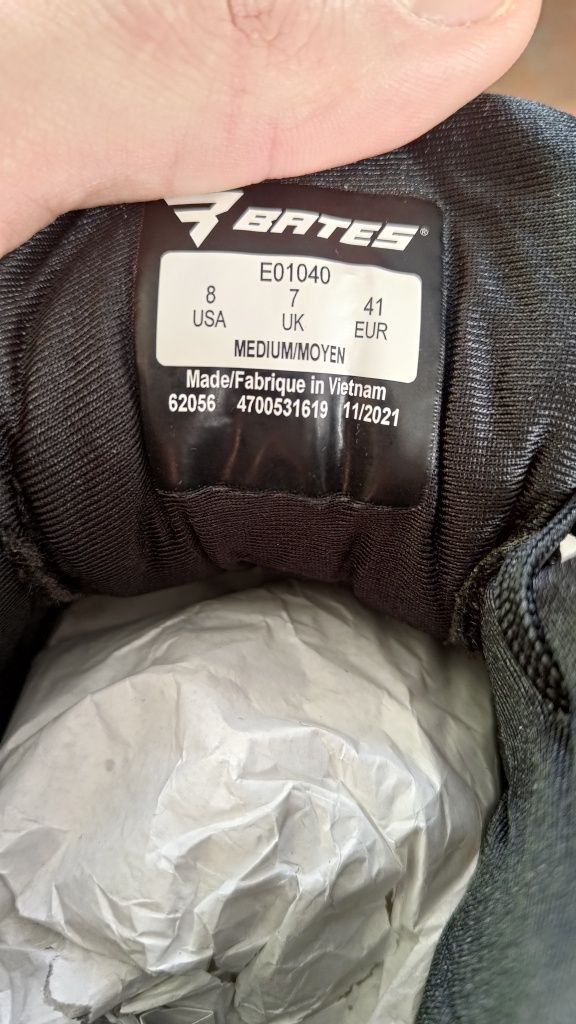 BATES®
E01040
8 7 41
USA UK EUR
MEDIUM/MOYEN
Made/Fabrique in Vietnam
62056 4700531619 11/2021